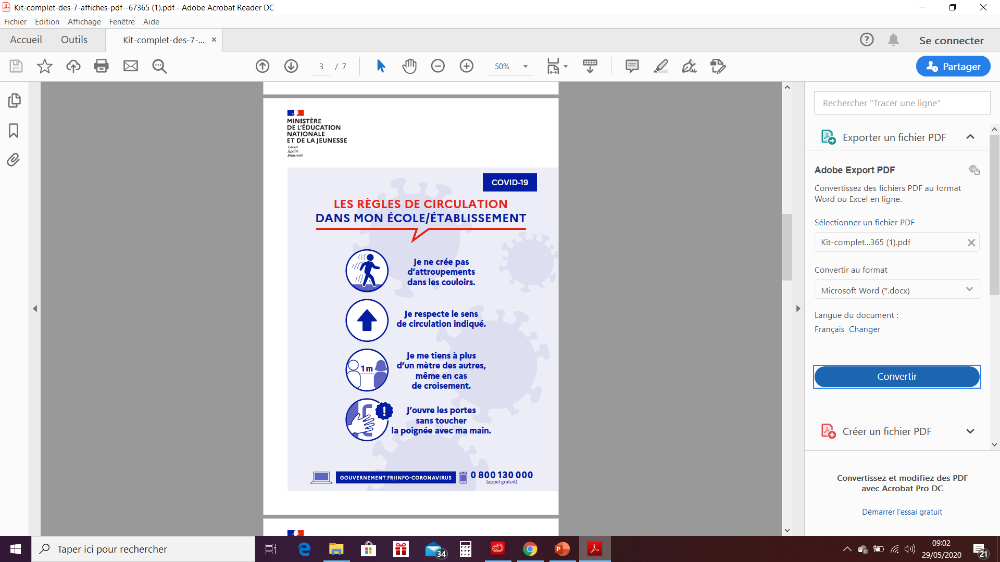 Kit-complet-des-7-affiches-pdf--67365 (1).pdf - Adobe Acrobat Reader DC
Fichier Edition Affichage Fenêtre Aide
Accueil Outils Kit-complet-des-7-... × ? Se connecter
3 / 7 50% Partager
MINISTÈRE
DE L'ÉDUCATION
NATIONALE
ET DE LA JEUNESSE
Liberté
Égalité
Fraternité
COVID-19
LES RÈGLES DE CIRCULATION
DANS MON ÉCOLE/ÉTABLISSEMENT
Je ne crée pas
d'attroupements
dans les couloirs.
Je respecte le sens
de circulation indiqué.
1 m
Je me tiens à plus
d'un mètre des autres,
même en cas
de croisement.
!
J'ouvre les portes
sans toucher
la poignée avec ma main.
GOUVERNEMENT.FR/INFO-CORONAVIRUS 0 800 130 000
(appel gratuit)
Rechercher "Tracer une ligne"
Exporter un fichier PDF
Adobe Export PDF
Convertissez des fichiers PDF au format
Word ou Excel en ligne.
Sélectionner un fichier PDF
Kit-complet...365 (1).pdf
Convertir au format
Microsoft Word (*.docx)
Langue du document :
Français Changer
Convertir
Créer un fichier PDF
Convertissez et modifiez des PDF
avec Acrobat Pro DC
Démarrer l'essai gratuit
Taper ici pour rechercher
34
P
09:02
29/05/2020
21